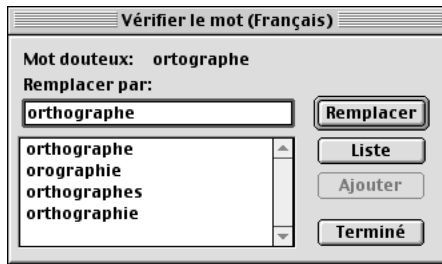 Vérifier le mot (Français)
Mot douteux: ortographe
Remplacer par:
orthographe
Remplacer
orthographe
orographie
orthographes
orthographie
Liste
Ajouter
Terminé